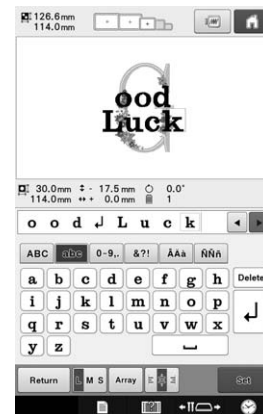 126.6mm
114.0mm
G
ood
Luck
30.0mm - 17.5mm 0.0°
114.0mm + 0.0mm 1
o o d ↲ L u c k
ABC abc 0-9,. &?! ÄÀà ÑÑñ
a b c d e f g h Delete
i j k l m n o p
q r s t u v w x
y z
Return L M S Array Set